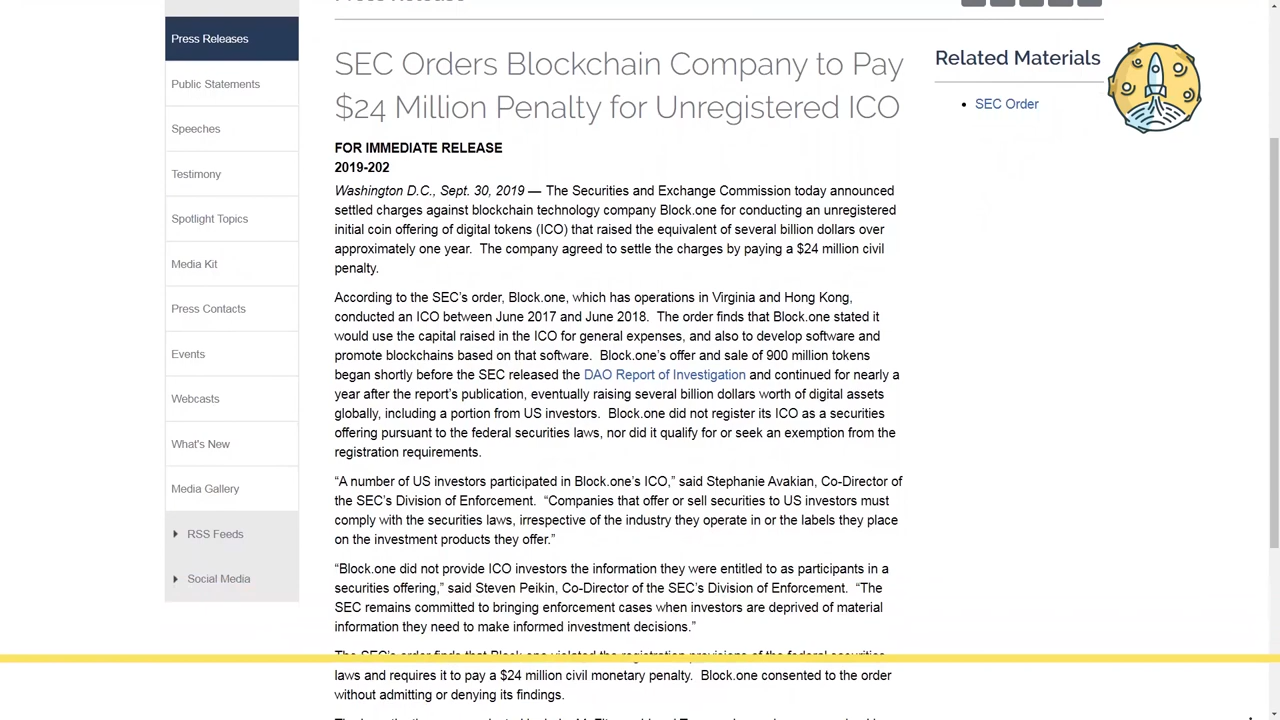 Press Release
Press Releases
Public Statements
Speeches
Testimony
Spotlight Topics
Media Kit
Press Contacts
Events
Webcasts
What's New
Media Gallery
RSS Feeds
Social Media
SEC Orders Blockchain Company to Pay
$24 Million Penalty for Unregistered ICO
FOR IMMEDIATE RELEASE
2019-202
Washington D.C., Sept. 30, 2019 — The Securities and Exchange Commission today announced
settled charges against blockchain technology company Block.one for conducting an unregistered
initial coin offering of digital tokens (ICO) that raised the equivalent of several billion dollars over
approximately one year.  The company agreed to settle the charges by paying a $24 million civil
penalty.
According to the SEC’s order, Block.one, which has operations in Virginia and Hong Kong,
conducted an ICO between June 2017 and June 2018.  The order finds that Block.one stated it
would use the capital raised in the ICO for general expenses, and also to develop software and
promote blockchains based on that software.  Block.one’s offer and sale of 900 million tokens
began shortly before the SEC released the DAO Report of Investigation and continued for nearly a
year after the report’s publication, eventually raising several billion dollars worth of digital assets
globally, including a portion from US investors.  Block.one did not register its ICO as a securities
offering pursuant to the federal securities laws, nor did it qualify for or seek an exemption from the
registration requirements.
“A number of US investors participated in Block.one’s ICO,” said Stephanie Avakian, Co-Director of
the SEC’s Division of Enforcement.  “Companies that offer or sell securities to US investors must
comply with the securities laws, irrespective of the industry they operate in or the labels they place
on the investment products they offer.”
“Block.one did not provide ICO investors the information they were entitled to as participants in a
securities offering,” said Steven Peikin, Co-Director of the SEC’s Division of Enforcement.  “The
SEC remains committed to bringing enforcement cases when investors are deprived of material
information they need to make informed investment decisions.”
The SEC’s order finds that Block.one violated the registration provisions of the federal securities
laws and requires it to pay a $24 million civil monetary penalty.  Block.one consented to the order
without admitting or denying its findings.
Related Materials
SEC Order